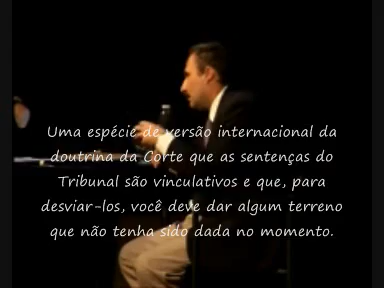 Uma espécie de versão internacional da
doutrina da Corte que as sentenças do
Tribunal são vinculativos e que, para
desviar-los, você deve dar algum terreno
que não tenha sido dada no momento.